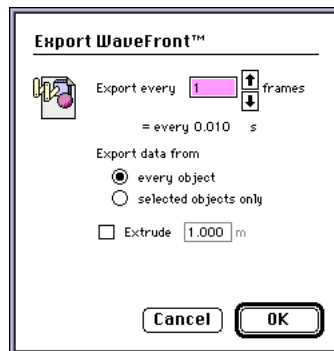 Export WaveFront™
Export every 1 frames
= every 0.010 s
Export data from
every object
selected objects only
Extrude 1.000 m
Cancel OK